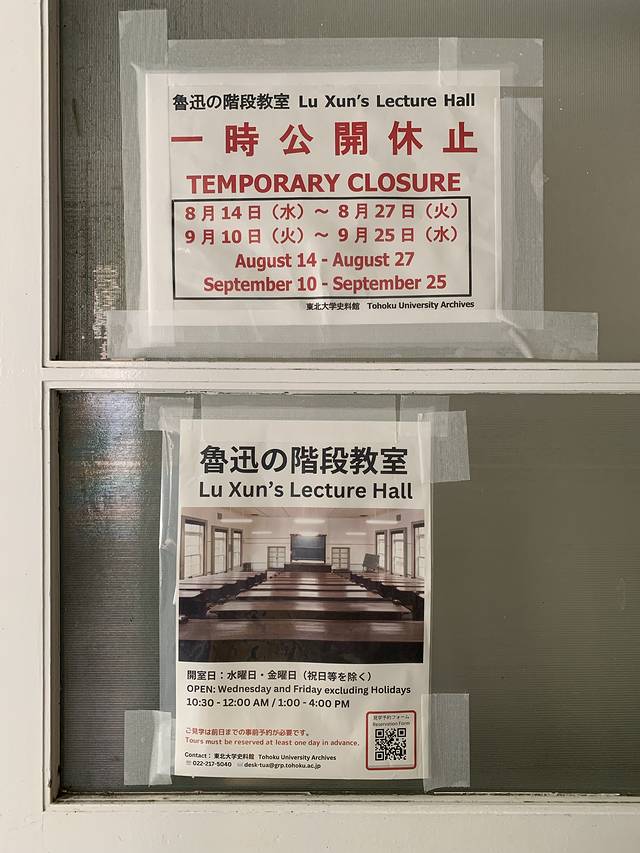 魯迅の階段教室 Lu Xun's Lecture Hall
一時公開休止
TEMPORARY CLOSURE
8月14日（水）～8月27日（火）
9月10日（火）～9月25日（水）
August 14 - August 27
September 10 - September 25
東北大学史料館 Tohoku University Archives
魯迅の階段教室
Lu Xun's Lecture Hall
開室日：水曜日・金曜日（祝日等を除く）
OPEN: Wednesday and Friday excluding Holidays
10:30 - 12:00 AM / 1:00 - 4:00 PM
見学予約フォーム
Reservation Form
ご見学は前日までの事前予約が必要です。
Tours must be reserved at least one day in advance.
Contact： 東北大学史料館 Tohoku University Archives
☏ 022-217-5040 ✉ desk-tua@grp.tohoku.ac.jp